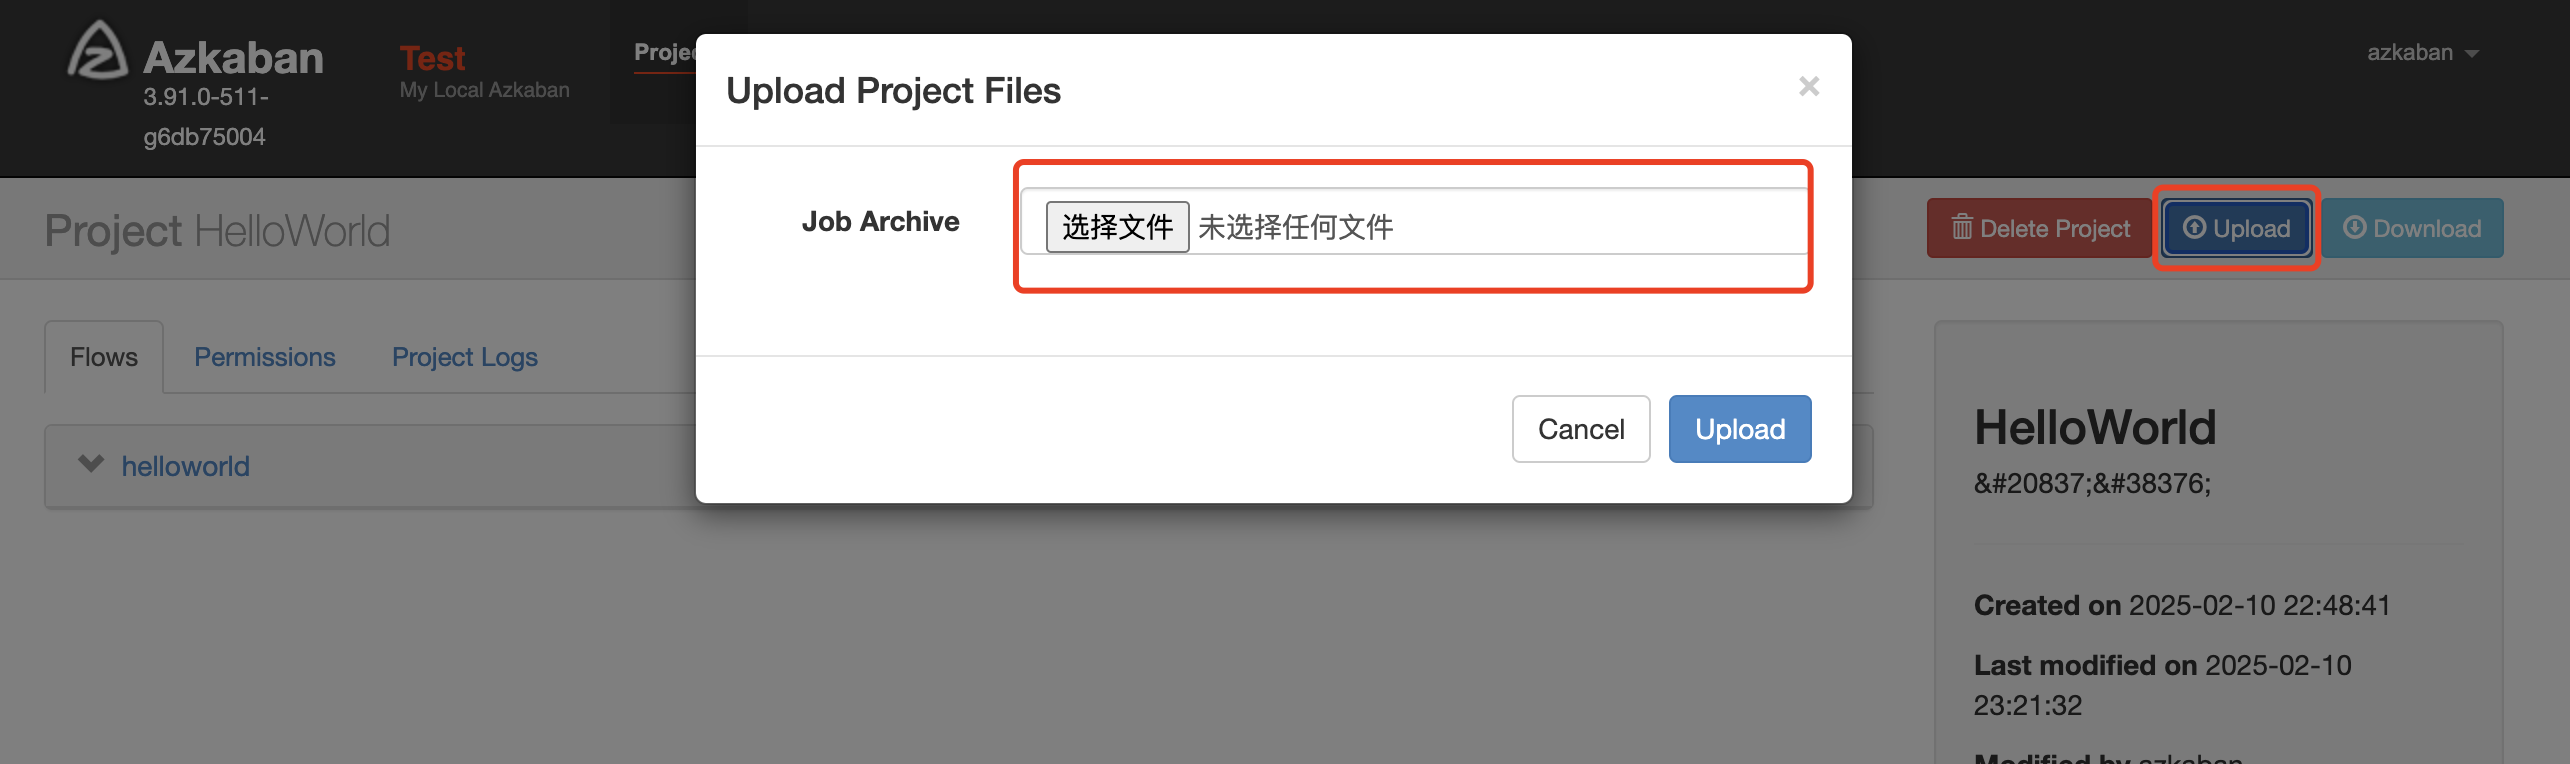 Azkaban
3.91.0-511-
g6db75004
Test
My Local Azkaban
azkaban
Upload Project Files
×
Job Archive
选择文件 未选择任何文件
Cancel
Upload
Project HelloWorld
Delete Project
Upload
Download
Flows
Permissions
Project Logs
helloworld
HelloWorld
&#20837;&#38376;
Created on 2025-02-10 22:48:41
Last modified on 2025-02-10
23:21:32
Modified by azkaban